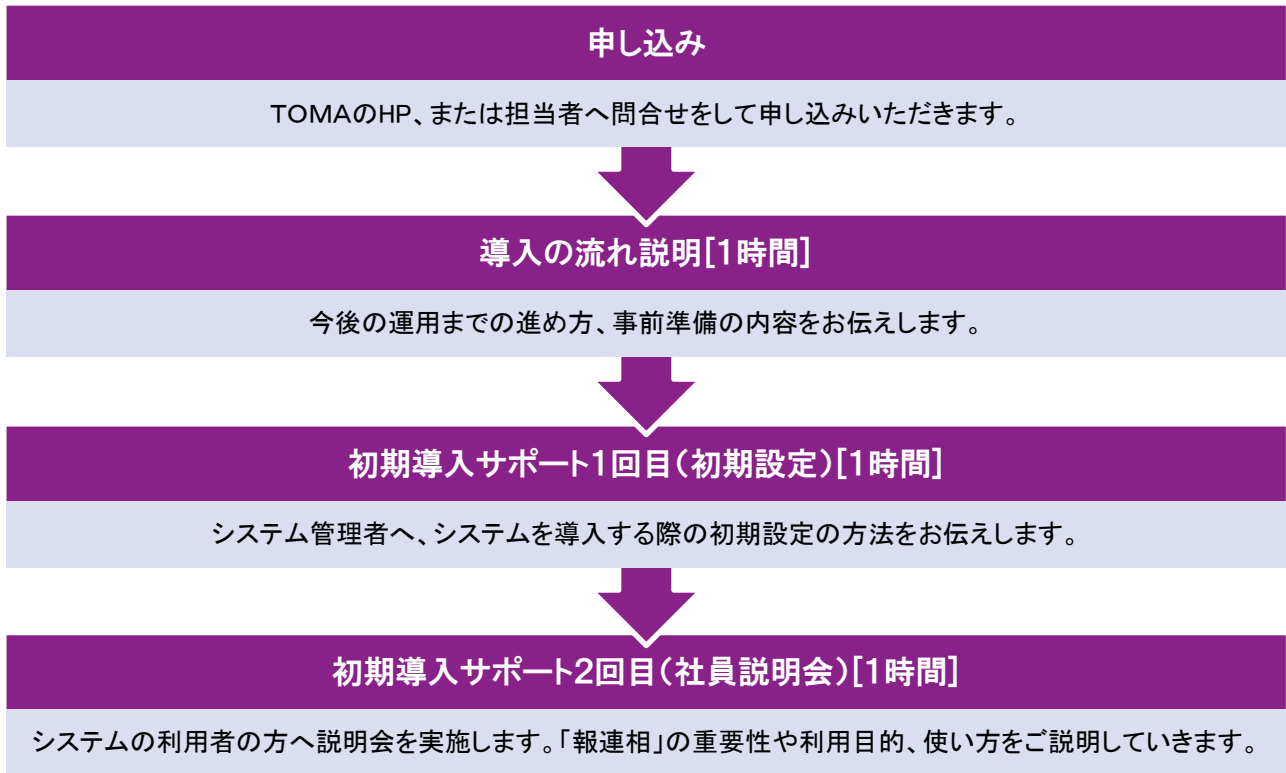 申し込み
TOMAのHP、または担当者へ問合せをして申し込みいただきます。
導入の流れ説明[1時間]
今後の運用までの進め方、事前準備の内容をお伝えします。
初期導入サポート1回目(初期設定)[1時間]
システム管理者へ、システムを導入する際の初期設定の方法をお伝えします。
初期導入サポート2回目(社員説明会)[1時間]
システムの利用者の方へ説明会を実施します。「報連相」の重要性や利用目的、使い方をご説明していきます。